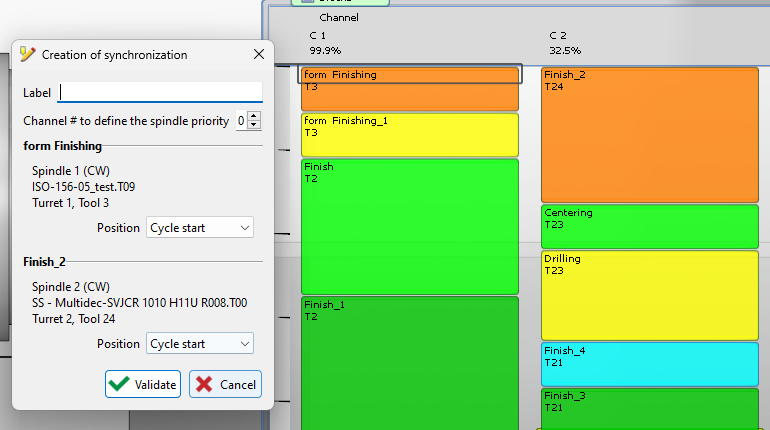 Creation of synchronization
Label
Channel # to define the spindle priority 0
form Finishing
Spindle 1 (CW)
ISO-156-05_test.T09
Turret 1, Tool 3
Position Cycle start
Finish_2
Spindle 2 (CW)
SS - Multidec-SVJCR 1010 H11U R008.T00
Turret 2, Tool 24
Position Cycle start
Validate Cancel
Channel
C 1
99.9%
C 2
32.5%
form Finishing
T3
form Finishing_1
T3
Finish
T2
Finish_1
T2
Finish_2
T24
Centering
T23
Drilling
T23
Finish_4
T21
Finish_3
T21